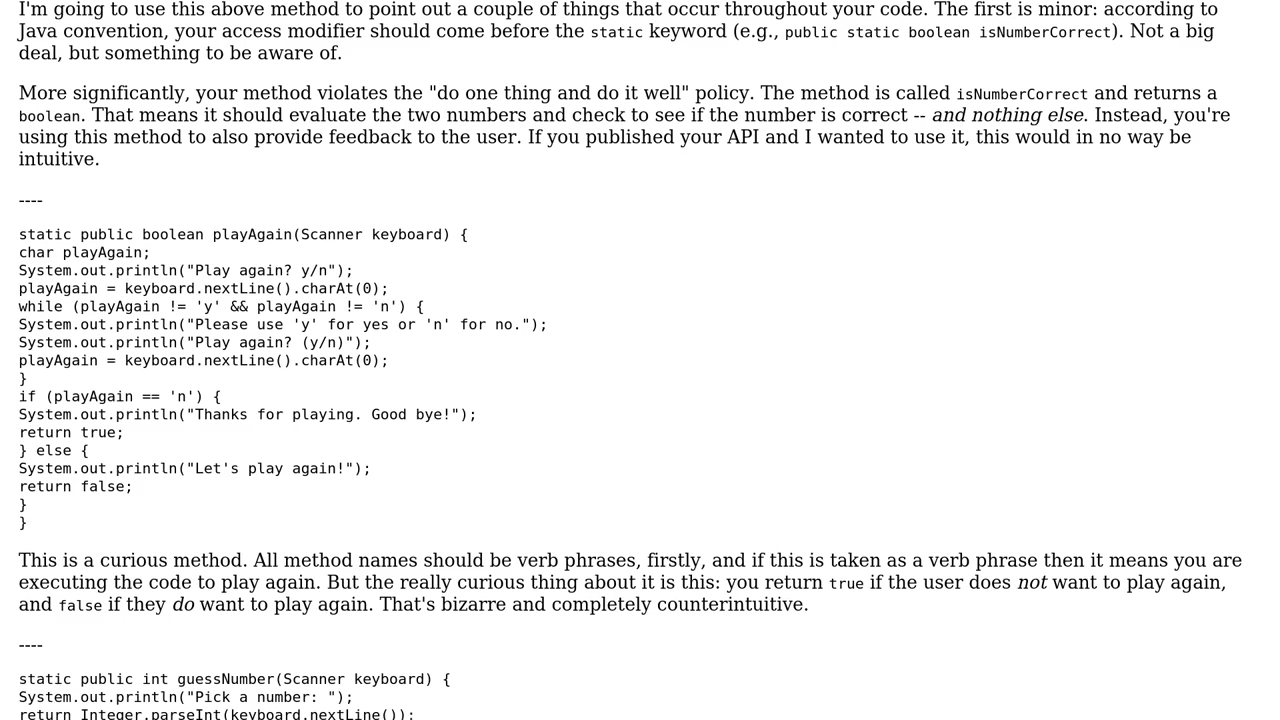 I'm going to use this above method to point out a couple of things that occur throughout your code. The first is minor: according to
Java convention, your access modifier should come before the static keyword (e.g., public static boolean isNumberCorrect). Not a big
deal, but something to be aware of.
More significantly, your method violates the "do one thing and do it well" policy. The method is called isNumberCorrect and returns a
boolean. That means it should evaluate the two numbers and check to see if the number is correct -- and nothing else. Instead, you're
using this method to also provide feedback to the user. If you published your API and I wanted to use it, this would in no way be
intuitive.
----
static public boolean playAgain(Scanner keyboard) {
char playAgain;
System.out.println("Play again? y/n");
playAgain = keyboard.nextLine().charAt(0);
while (playAgain != 'y' && playAgain != 'n') {
System.out.println("Please use 'y' for yes or 'n' for no.");
System.out.println("Play again? (y/n)");
playAgain = keyboard.nextLine().charAt(0);
}
if (playAgain == 'n') {
System.out.println("Thanks for playing. Good bye!");
return true;
} else {
System.out.println("Let's play again!");
return false;
}
}
This is a curious method. All method names should be verb phrases, firstly, and if this is taken as a verb phrase then it means you are
executing the code to play again. But the really curious thing about it is this: you return true if the user does not want to play again,
and false if they do want to play again. That's bizarre and completely counterintuitive.
----
static public int guessNumber(Scanner keyboard) {
System.out.println("Pick a number: ");
return Integer.parseInt(keyboard.nextLine());